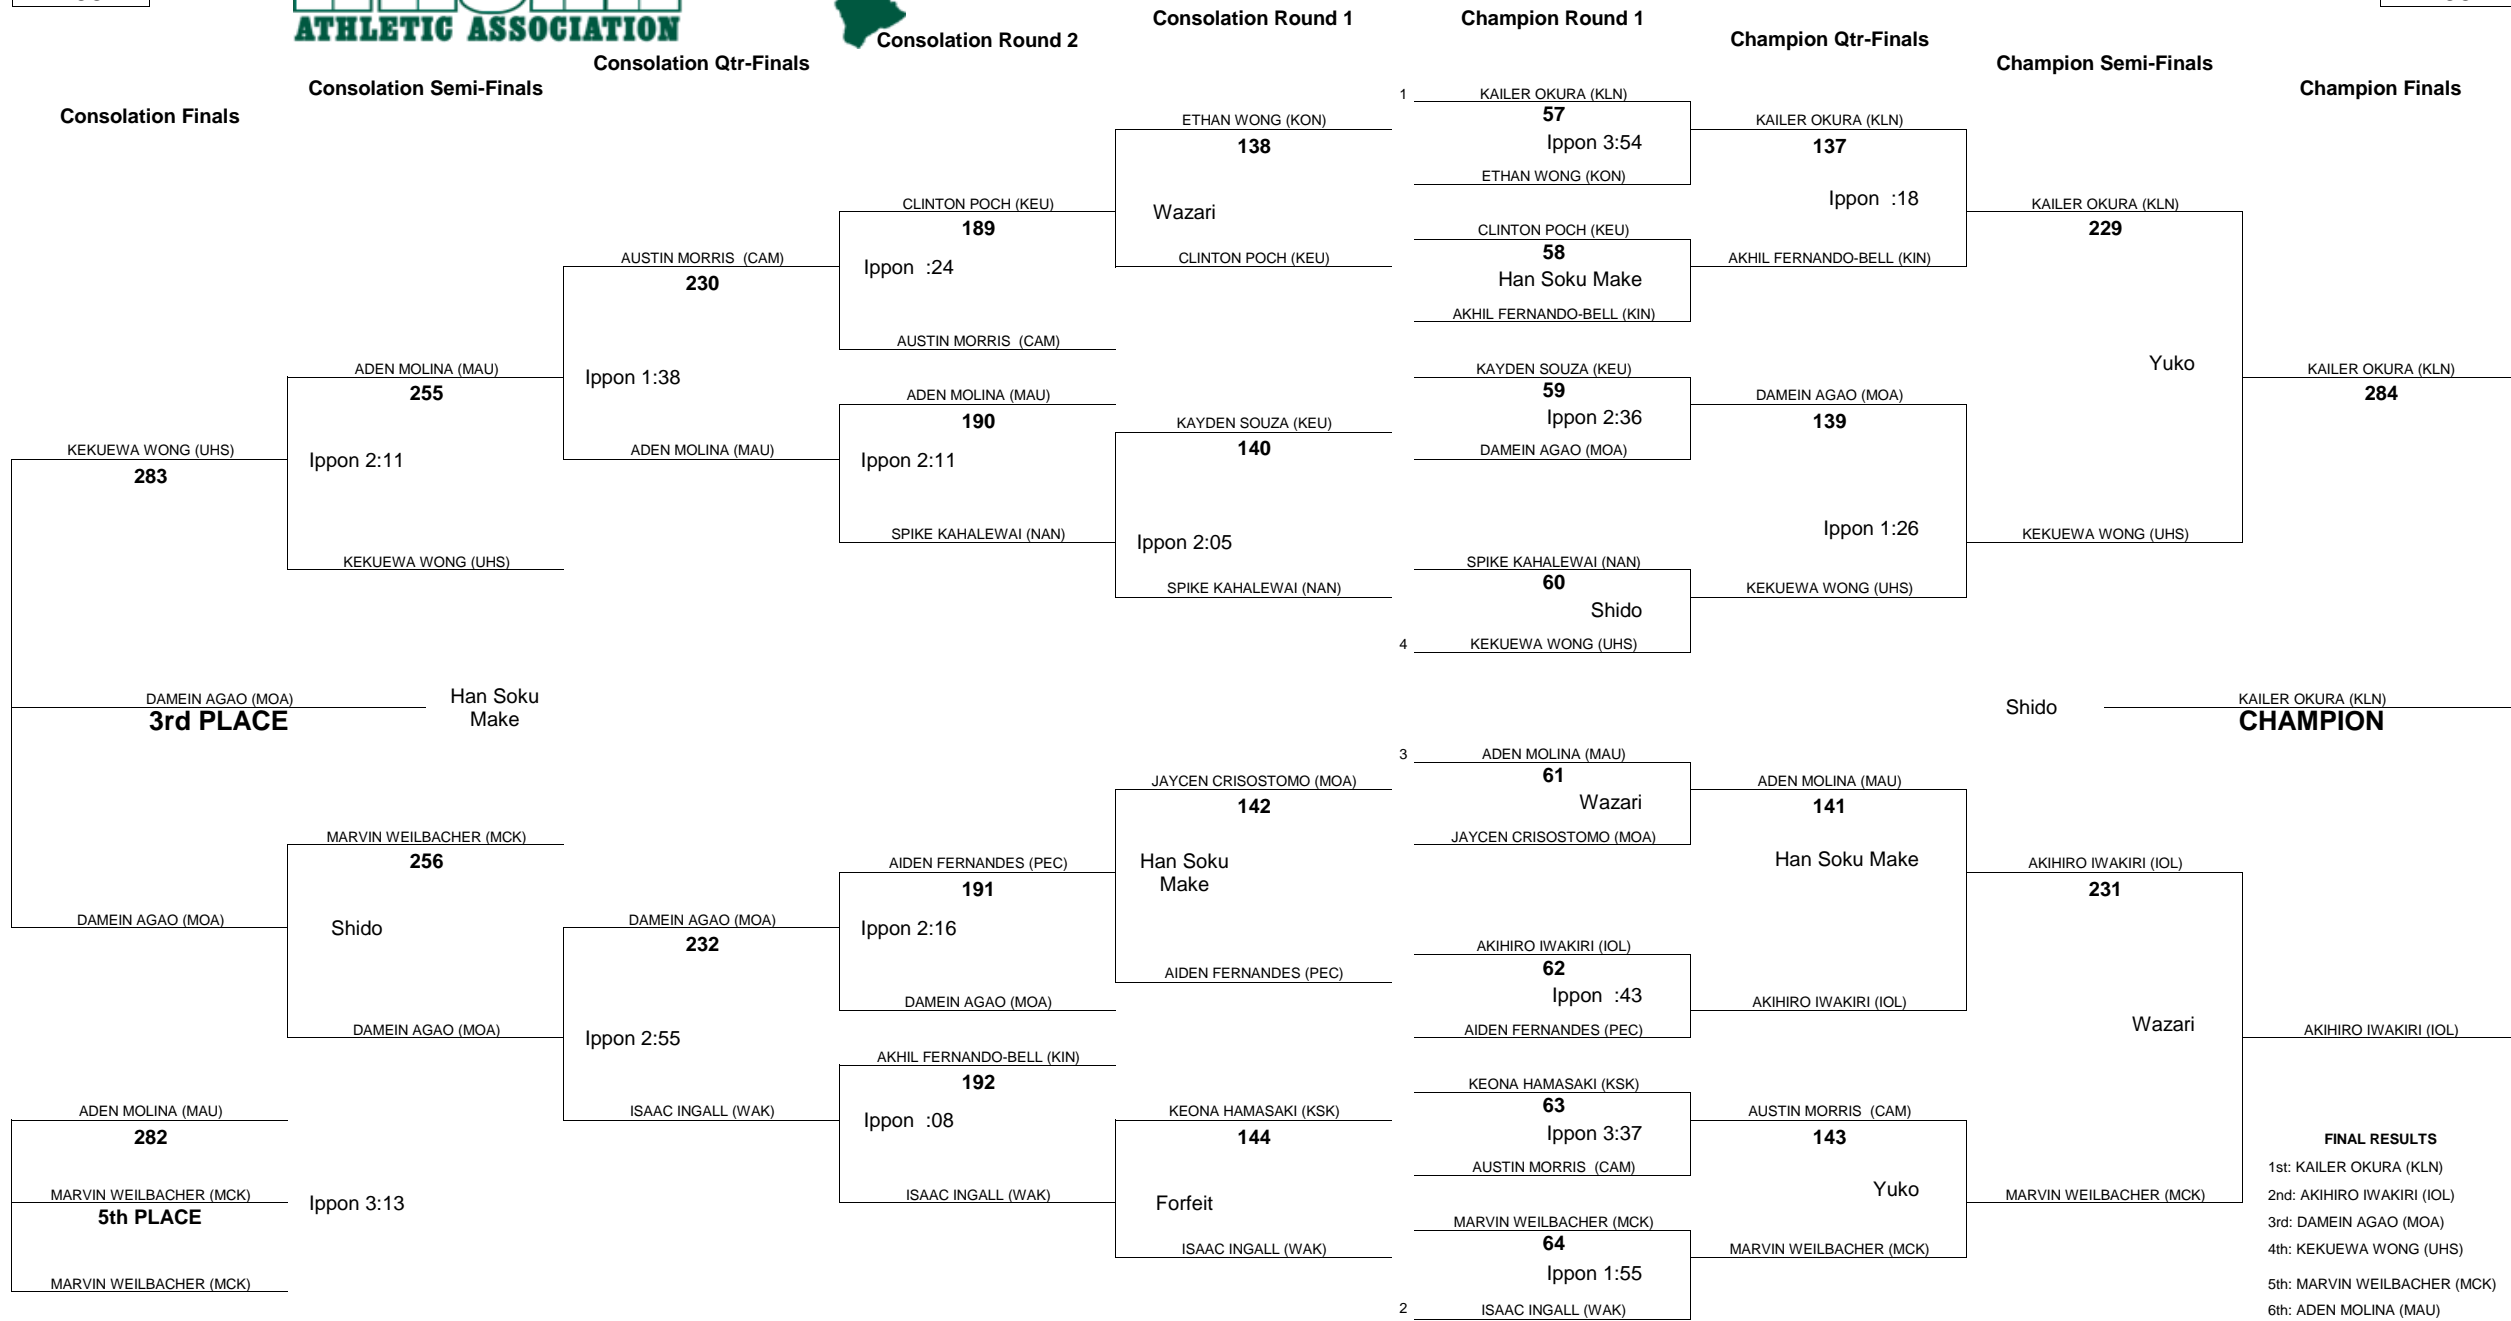 ATHLETIC ASSOCIATION
Consolation Finals
Consolation Semi-Finals
Consolation Qtr-Finals
Consolation Round 2
Consolation Round 1
Champion Round 1
Champion Qtr-Finals
Champion Semi-Finals
Champion Finals
KEKUEWA WONG (UHS)
283
DAMEIN AGAO (MOA)
3rd PLACE
Han Soku
Make
DAMEIN AGAO (MOA)
ADEN MOLINA (MAU)
282
MARVIN WEILBACHER (MCK)
5th PLACE
Ippon 3:13
MARVIN WEILBACHER (MCK)
ADEN MOLINA (MAU)
255
Ippon 2:11
KEKUEWA WONG (UHS)
MARVIN WEILBACHER (MCK)
256
Shido
DAMEIN AGAO (MOA)
AUSTIN MORRIS (CAM)
230
Ippon 1:38
ADEN MOLINA (MAU)
DAMEIN AGAO (MOA)
232
Ippon 2:55
ISAAC INGALL (WAK)
CLINTON POCH (KEU)
189
Ippon :24
AUSTIN MORRIS (CAM)
ADEN MOLINA (MAU)
190
Ippon 2:11
SPIKE KAHALEWAI (NAN)
AIDEN FERNANDES (PEC)
191
Ippon 2:16
DAMEIN AGAO (MOA)
AKHIL FERNANDO-BELL (KIN)
192
Ippon :08
ISAAC INGALL (WAK)
ETHAN WONG (KON)
138
Wazari
CLINTON POCH (KEU)
KAYDEN SOUZA (KEU)
140
Ippon 2:05
SPIKE KAHALEWAI (NAN)
JAYCEN CRISOSTOMO (MOA)
142
Han Soku
Make
AIDEN FERNANDES (PEC)
KEONA HAMASAKI (KSK)
144
Forfeit
ISAAC INGALL (WAK)
1 KAILER OKURA (KLN)
57
Ippon 3:54
ETHAN WONG (KON)
CLINTON POCH (KEU)
58
Han Soku Make
AKHIL FERNANDO-BELL (KIN)
KAYDEN SOUZA (KEU)
59
Ippon 2:36
DAMEIN AGAO (MOA)
SPIKE KAHALEWAI (NAN)
60
Shido
4 KEKUEWA WONG (UHS)
3 ADEN MOLINA (MAU)
61
Wazari
JAYCEN CRISOSTOMO (MOA)
AKIHIRO IWAKIRI (IOL)
62
Ippon :43
AIDEN FERNANDES (PEC)
KEONA HAMASAKI (KSK)
63
Ippon 3:37
AUSTIN MORRIS (CAM)
MARVIN WEILBACHER (MCK)
64
Ippon 1:55
2 ISAAC INGALL (WAK)
KAILER OKURA (KLN)
137
Ippon :18
AKHIL FERNANDO-BELL (KIN)
DAMEIN AGAO (MOA)
139
Ippon 1:26
KEKUEWA WONG (UHS)
ADEN MOLINA (MAU)
141
Han Soku Make
AKIHIRO IWAKIRI (IOL)
AUSTIN MORRIS (CAM)
143
Yuko
MARVIN WEILBACHER (MCK)
KAILER OKURA (KLN)
229
Yuko
KEKUEWA WONG (UHS)
AKIHIRO IWAKIRI (IOL)
231
Wazari
MARVIN WEILBACHER (MCK)
KAILER OKURA (KLN)
284
Shido
KAILER OKURA (KLN)
CHAMPION
AKIHIRO IWAKIRI (IOL)
FINAL RESULTS
1st: KAILER OKURA (KLN)
2nd: AKIHIRO IWAKIRI (IOL)
3rd: DAMEIN AGAO (MOA)
4th: KEKUEWA WONG (UHS)
5th: MARVIN WEILBACHER (MCK)
6th: ADEN MOLINA (MAU)